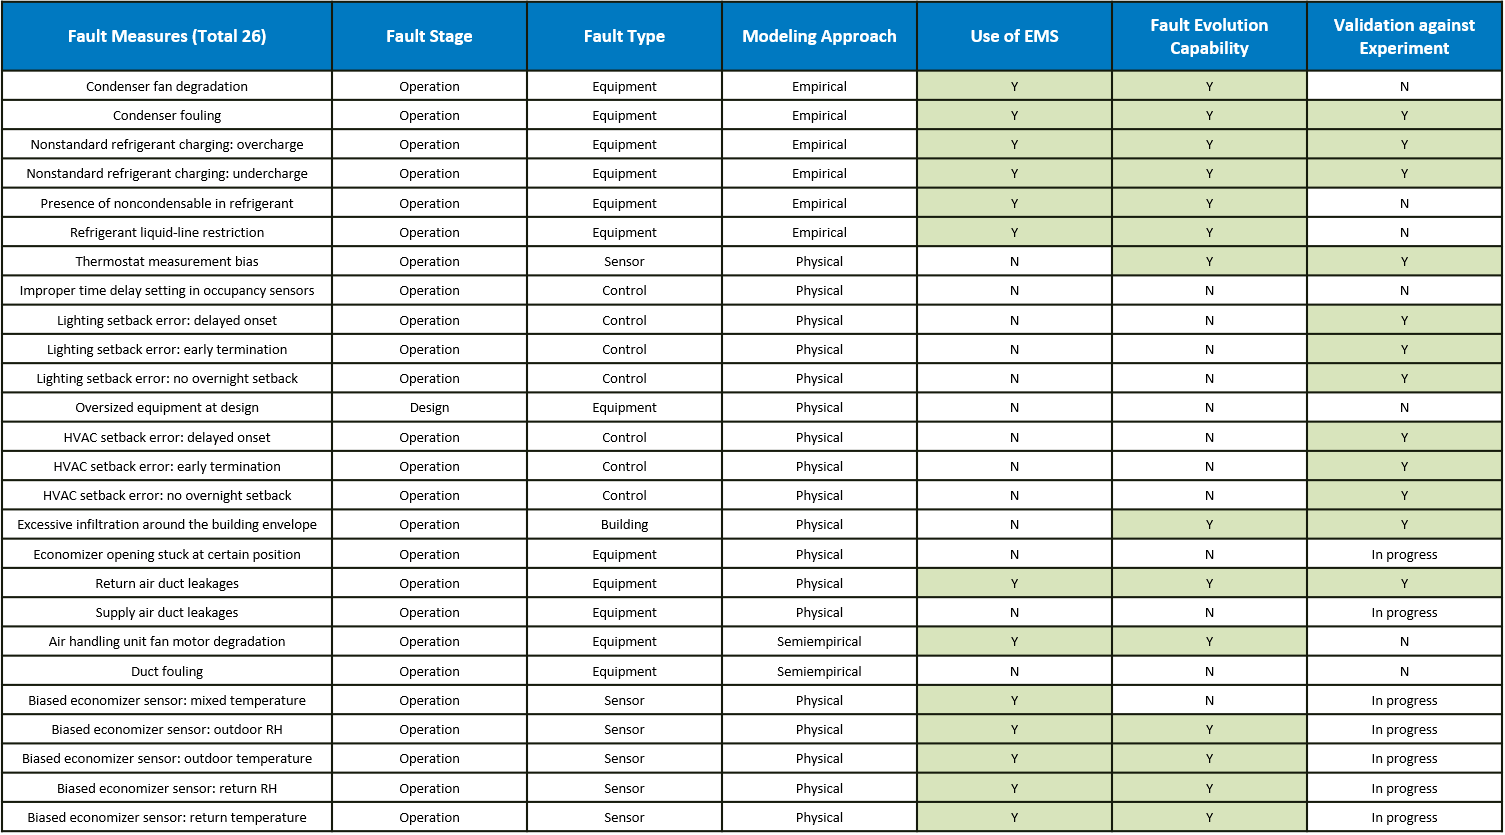 Fault Measures (Total 26) Fault Stage Fault Type Modeling Approach Use of EMS Fault Evolution Capability Validation against Experiment
Condenser fan degradation Operation Equipment Empirical Y Y N
Condenser fouling Operation Equipment Empirical Y Y Y
Nonstandard refrigerant charging: overcharge Operation Equipment Empirical Y Y Y
Nonstandard refrigerant charging: undercharge Operation Equipment Empirical Y Y Y
Presence of noncondensable in refrigerant Operation Equipment Empirical Y Y N
Refrigerant liquid-line restriction Operation Equipment Empirical Y Y N
Thermostat measurement bias Operation Sensor Physical N Y Y
Improper time delay setting in occupancy sensors Operation Control Physical N N N
Lighting setback error: delayed onset Operation Control Physical N N Y
Lighting setback error: early termination Operation Control Physical N N Y
Lighting setback error: no overnight setback Operation Control Physical N N Y
Oversized equipment at design Design Equipment Physical N N N
HVAC setback error: delayed onset Operation Control Physical N N Y
HVAC setback error: early termination Operation Control Physical N N Y
HVAC setback error: no overnight setback Operation Control Physical N N Y
Excessive infiltration around the building envelope Operation Building Physical N Y Y
Economizer opening stuck at certain position Operation Equipment Physical N N In progress
Return air duct leakages Operation Equipment Physical Y Y Y
Supply air duct leakages Operation Equipment Physical N N In progress
Air handling unit fan motor degradation Operation Equipment Semiempirical Y Y N
Duct fouling Operation Equipment Semiempirical N N N
Biased economizer sensor: mixed temperature Operation Sensor Physical Y N In progress
Biased economizer sensor: outdoor RH Operation Sensor Physical Y Y In progress
Biased economizer sensor: outdoor temperature Operation Sensor Physical Y Y In progress
Biased economizer sensor: return RH Operation Sensor Physical Y Y In progress
Biased economizer sensor: return temperature Operation Sensor Physical Y Y In progress